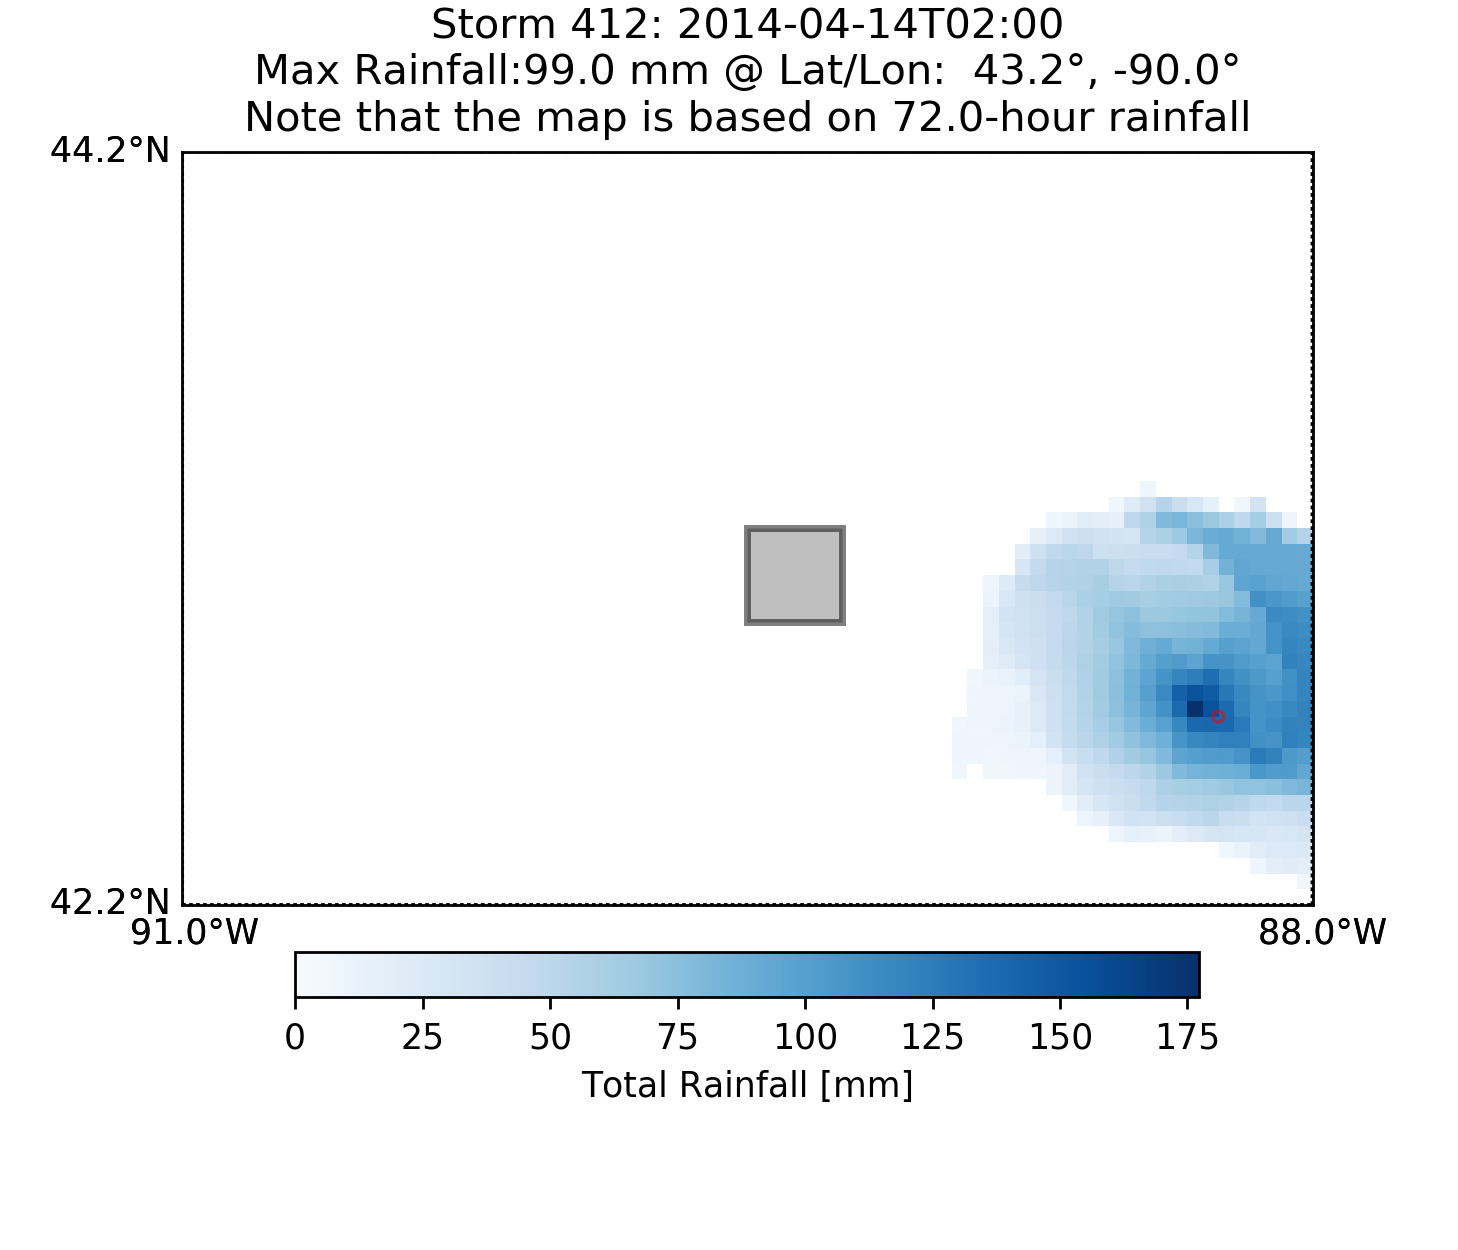 Storm 412: 2014-04-14T02:00
Max Rainfall:99.0 mm @ Lat/Lon:  43.2°, -90.0°
Note that the map is based on 72.0-hour rainfall
44.2°N
42.2°N
91.0°W 88.0°W
0 25 50 75 100 125 150 175
Total Rainfall [mm]